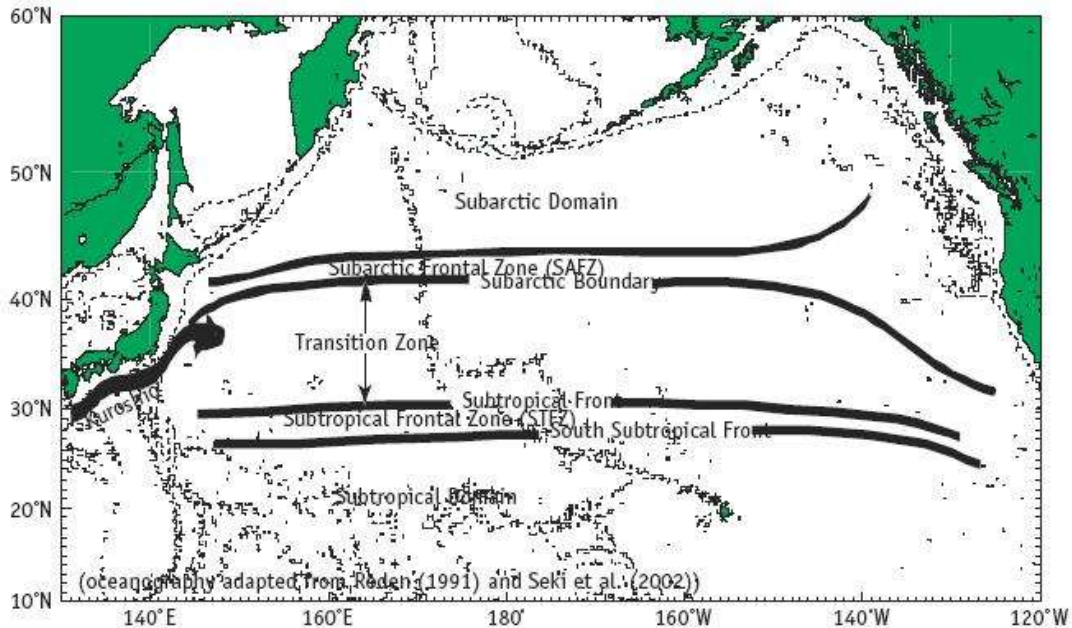 60°N
50°N
Subarctic Domain
Subarctic Frontal Zone (SAFZ)
Subarctic Boundary
40°N
Transition Zone
Kuroshio
30°N
Subtropical Front
Subtropical Frontal Zone (STFZ)
South Subtropical Front
Subtropical Domain
20°N
(oceanography adapted from Roden (1991) and Seki et al. (2002))
10°N
140°E
160°E
180°
160°W
140°W
120°W